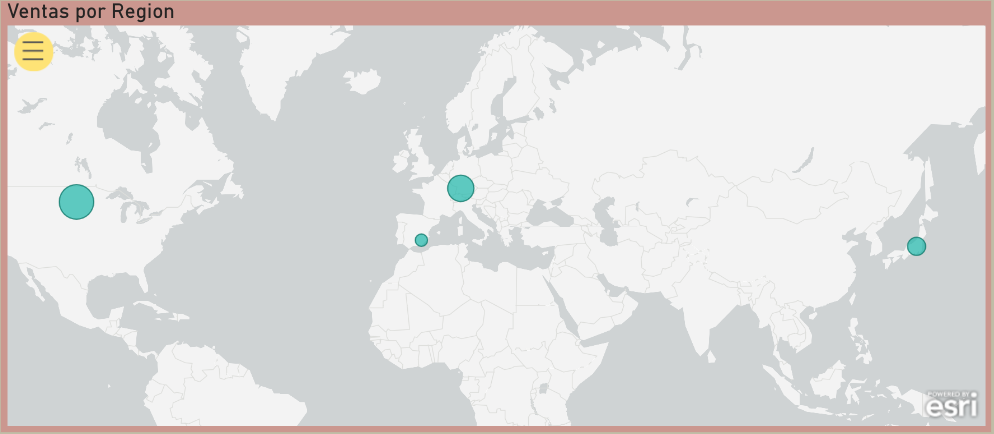 Ventas por Region
POWERED BY
esri